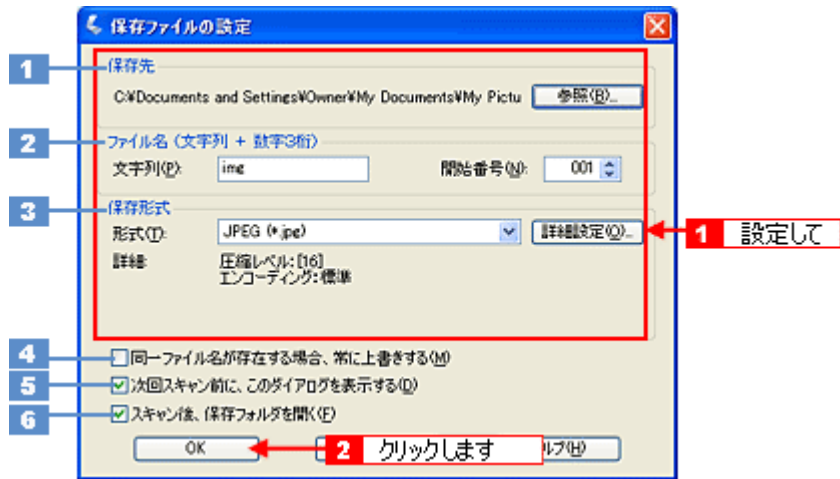 保存ファイルの設定
1
保存先
C:¥Documents and Settings¥Owner¥My Documents¥My Pictu
参照(B)...
2
ファイル名 (文字列 + 数字3桁)
文字列(P):
img
開始番号(N):
001
3
保存形式
形式(T):
JPEG (*.jpg)
詳細設定(O)...
1 設定して
詳細:
圧縮レベル:[16]
エンコーディング:標準
4
同一ファイル名が存在する場合、常に上書きする(M)
5
次回スキャン前に、このダイアログを表示する(D)
6
スキャン後、保存フォルダを開く(F)
OK
2 クリックします
ルプ(H)